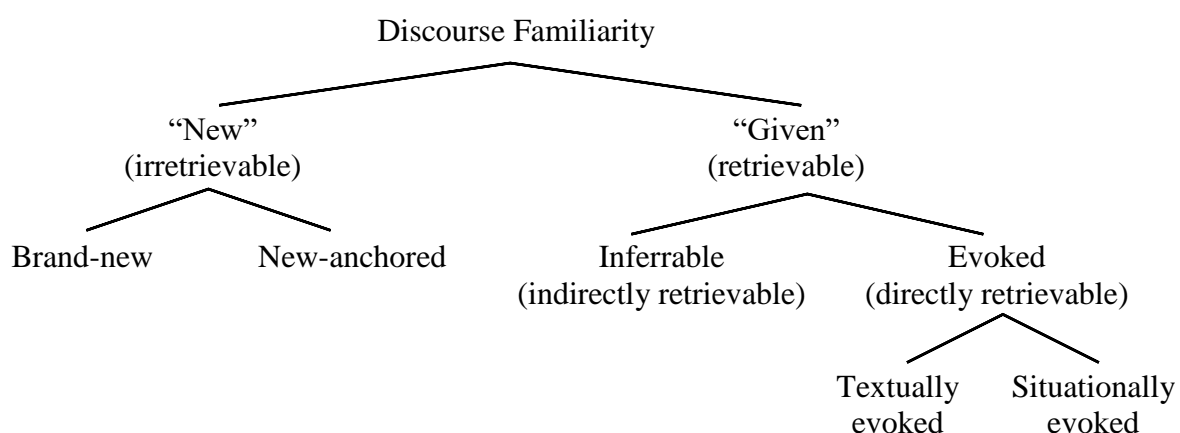 Discourse Familiarity
“New” “Given”
(irretrievable) (retrievable)
Brand-new New-anchored Inferrable Evoked
(indirectly retrievable) (directly retrievable)
Textually Situationally
evoked evoked